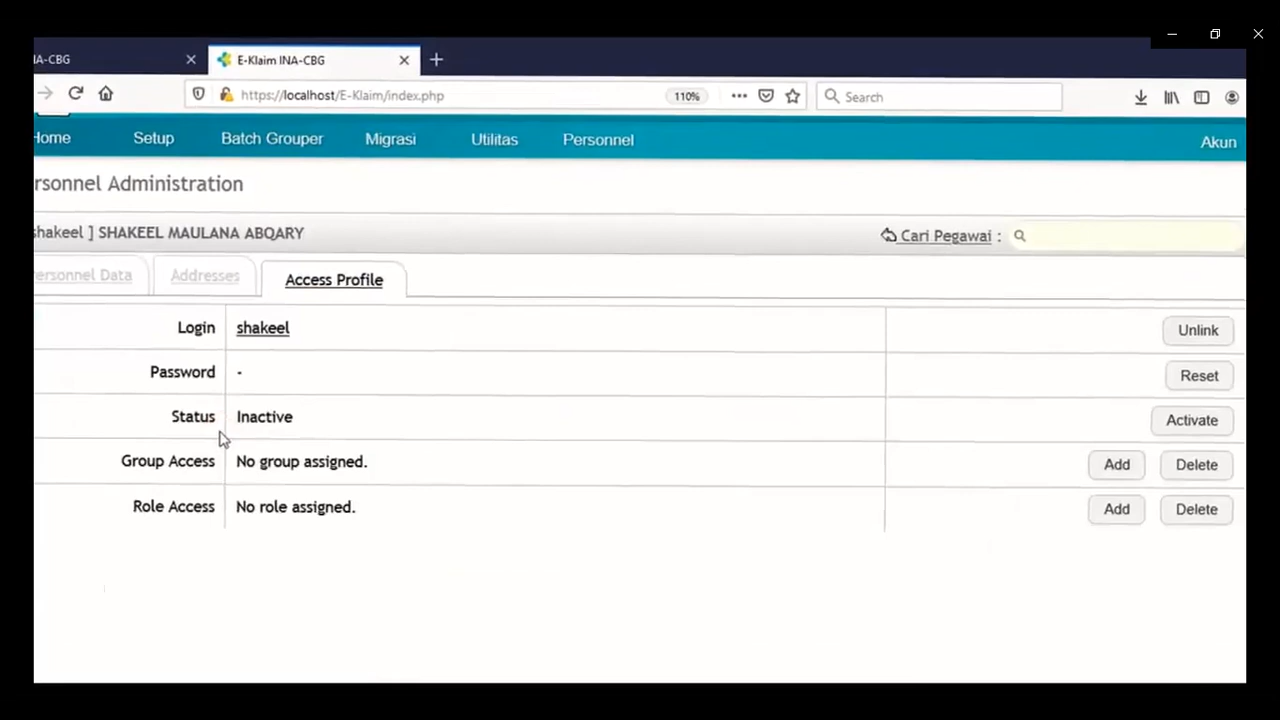 IA-CBG
E-Klaim INA-CBG
https://localhost/E-Klaim/index.php
110%
Search
Home Setup Batch Grouper Migrasi Utilitas Personnel Akun
rsonnel Administration
shakeel ] SHAKEEL MAULANA ABQARY
Cari Pegawai :
ersonnel Data Addresses Access Profile
Login shakeel Unlink
Password - Reset
Status Inactive Activate
Group Access No group assigned. Add Delete
Role Access No role assigned. Add Delete